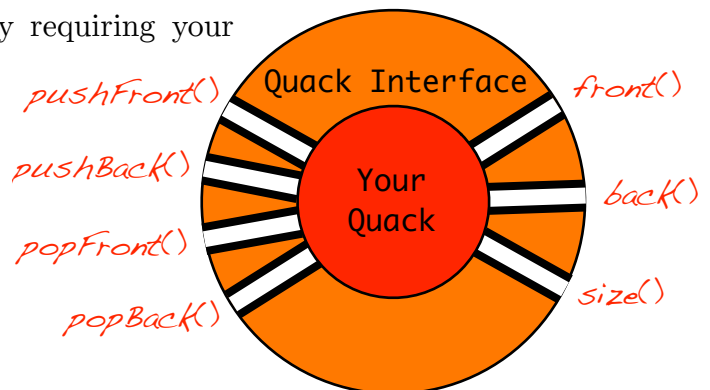 y requiring your
Quack Interface
pushFront()
front()
pushBack()
Your
Quack
back()
popFront()
size()
popBack()